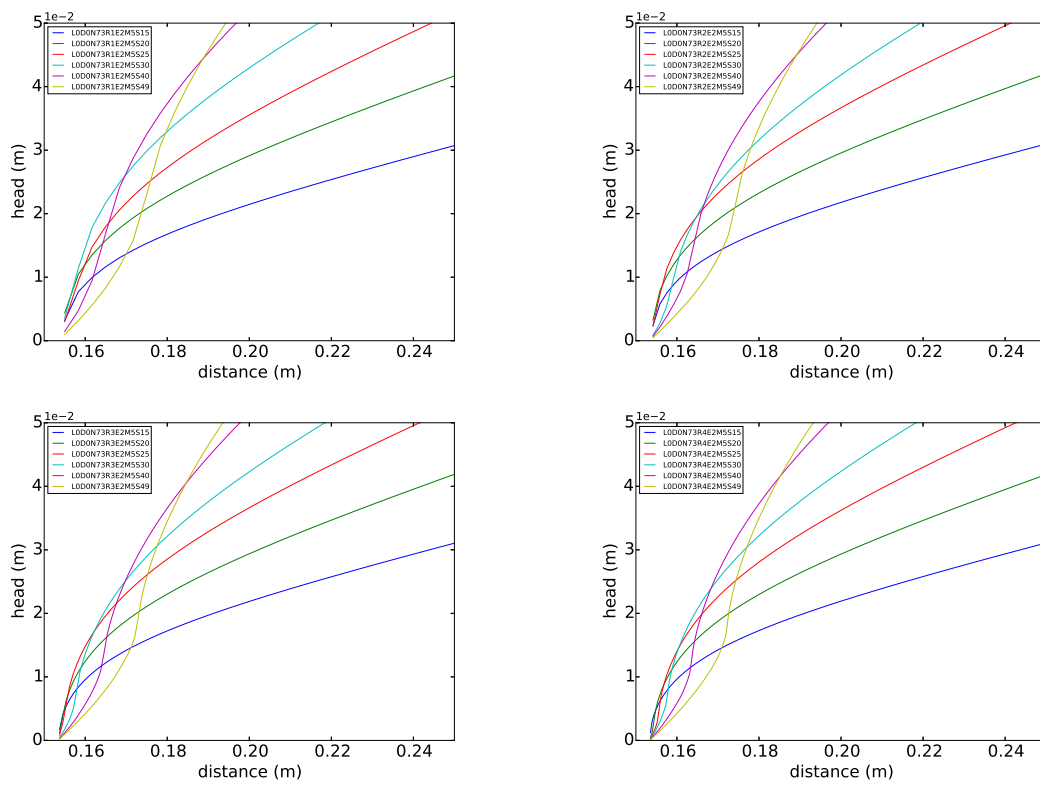 1e−2
L0D0N73R1E2M5S15
L0D0N73R1E2M5S20
L0D0N73R1E2M5S25
L0D0N73R1E2M5S30
L0D0N73R1E2M5S40
L0D0N73R1E2M5S49
5
4
3
2
1
0
head (m)
0.16 0.18 0.20 0.22 0.24
distance (m)
1e−2
L0D0N73R2E2M5S15
L0D0N73R2E2M5S20
L0D0N73R2E2M5S25
L0D0N73R2E2M5S30
L0D0N73R2E2M5S40
L0D0N73R2E2M5S49
5
4
3
2
1
0
head (m)
0.16 0.18 0.20 0.22 0.24
distance (m)
1e−2
L0D0N73R3E2M5S15
L0D0N73R3E2M5S20
L0D0N73R3E2M5S25
L0D0N73R3E2M5S30
L0D0N73R3E2M5S40
L0D0N73R3E2M5S49
5
4
3
2
1
0
head (m)
0.16 0.18 0.20 0.22 0.24
distance (m)
1e−2
L0D0N73R4E2M5S15
L0D0N73R4E2M5S20
L0D0N73R4E2M5S25
L0D0N73R4E2M5S30
L0D0N73R4E2M5S40
L0D0N73R4E2M5S49
5
4
3
2
1
0
head (m)
0.16 0.18 0.20 0.22 0.24
distance (m)